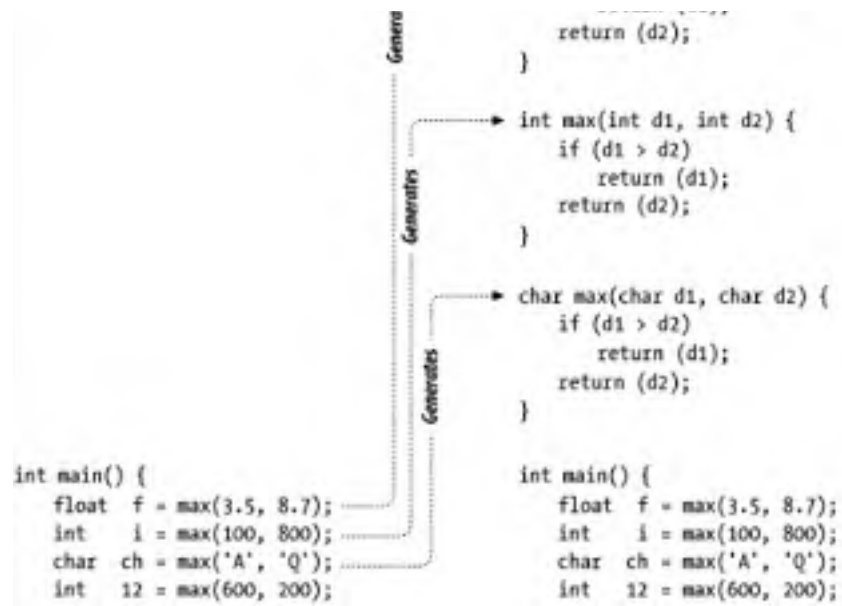 Genera
return (d2);
}
int max(int d1, int d2) {
if (d1 > d2)
return (d1);
return (d2);
}
Generates
char max(char d1, char d2) {
if (d1 > d2)
return (d1);
return (d2);
}
Generates
int main() {
float f = max(3.5, 8.7);
int i = max(100, 800);
char ch = max('A', 'Q');
int 12 = max(600, 200);
int main() {
float f = max(3.5, 8.7);
int i = max(100, 800);
char ch = max('A', 'Q');
int 12 = max(600, 200);